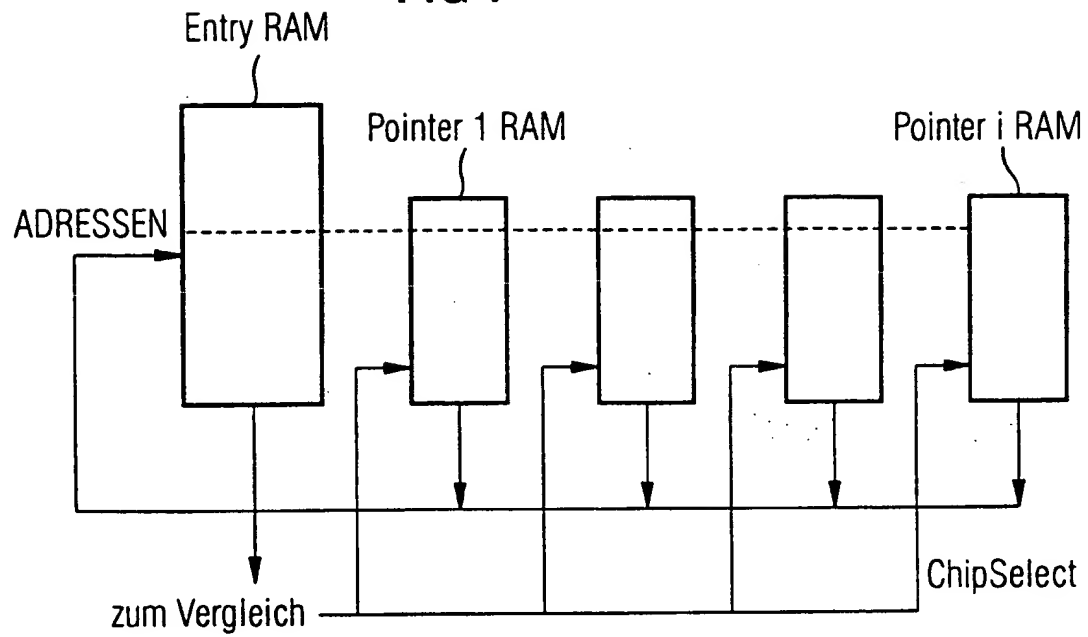 Entry RAM
Pointer 1 RAM
Pointer i RAM
ADRESSEN
ChipSelect
zum Vergleich